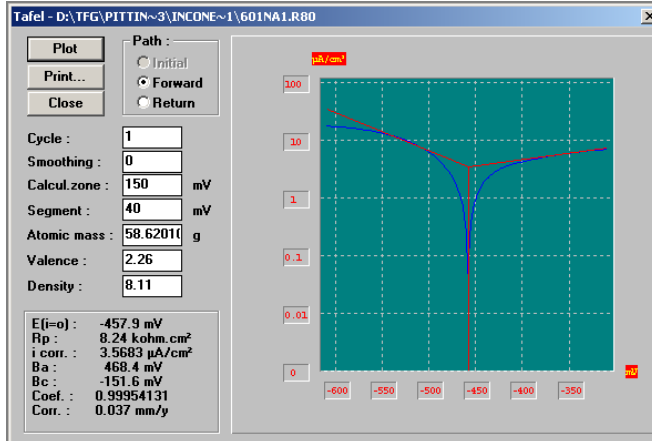 Tafel - D:\TFG\PITTIN~3\INCONE~1\601NA1.R80
Plot
Print...
Close
Path :
Initial
Forward
Return
Cycle : 1
Smoothing : 0
Calcul.zone : 150 mV
Segment : 40 mV
Atomic mass : 58.62010 g
Valence : 2.26
Density : 8.11
E(i=o) : -457.9 mV
Rp : 8.24 kohm.cm²
i corr. : 3.5683 µA/cm²
Ba : 468.4 mV
Bc : -151.6 mV
Coef. : 0.99954131
Corr. : 0.037 mm/y
µA/cm²
100
10
1
0.1
0.01
0
-600 -550 -500 -450 -400 -350
mV